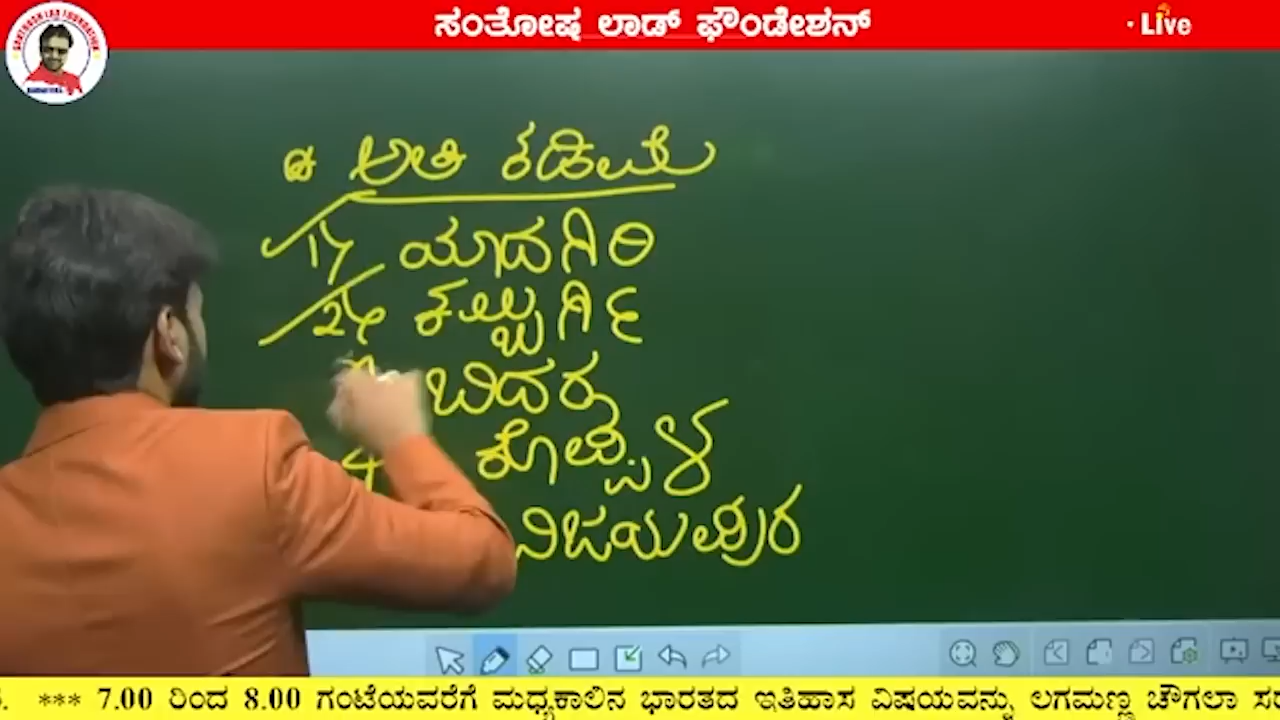 ಸಂತೋಷ ಲಾಡ್ ಫೌಂಡೇಶನ್
· Live
ಅತಿ ಕಡಿಮೆ
1) ಯಾದಗಿರಿ
2) ಕಲ್ಬುರ್ಗಿ
ಬಿದರ
4 ಕೊಪ್ಪಳ
ವಿಜಯಪುರ
. *** 7.00 ರಿಂದ 8.00 ಗಂಟೆಯವರೆಗೆ ಮಧ್ಯಕಾಲಿನ ಭಾರತದ ಇತಿಹಾಸ ವಿಷಯವನ್ನು ಲಗಮಣ್ಣ ಚೌಗಲಾ ಸರ